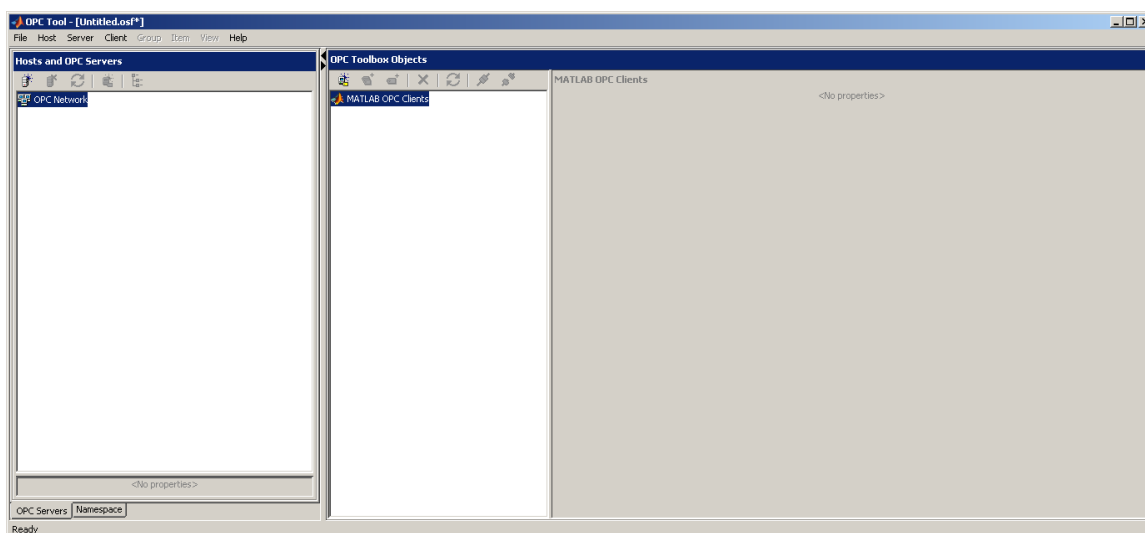 OPC Tool - [Untitled.osf*]
File Host Server Client Group Item View Help
Hosts and OPC Servers
OPC Network
<No properties>
OPC Servers Namespace
OPC Toolbox Objects
MATLAB OPC Clients
MATLAB OPC Clients
<No properties>
Ready